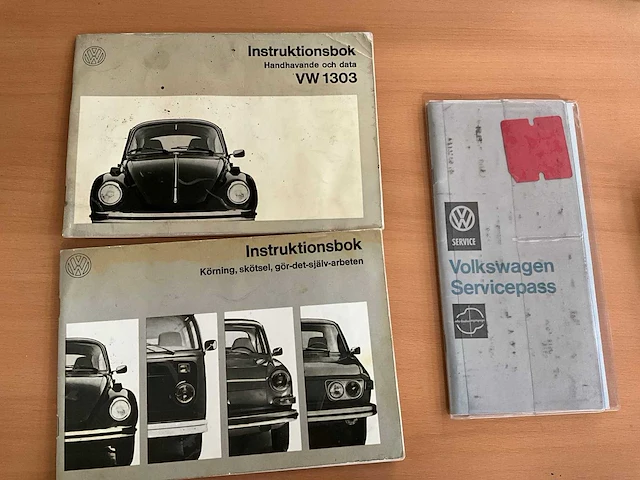 Instruktionsbok
Handhavande och data
VW 1303
Instruktionsbok
Körning, skötsel, gör-det-själv-arbeten
SERVICE
Volkswagen
Servicepass